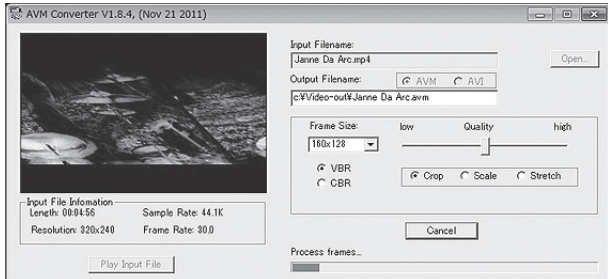 AVM Converter V1.8.4, (Nov 21 2011)
Input Filename:
Janne Da Arc.mp4
Open...
Output Filename:
AVM
AVI
c:¥Video-out¥Janne Da Arc.avm
Frame Size:
low
Quality
high
160x128
VBR
CBR
Crop
Scale
Stretch
Input File Infomation
Length: 00:04:56
Sample Rate: 44.1K
Resolution: 320x240
Frame Rate: 30.0
Cancel
Play Input File
Process frames...